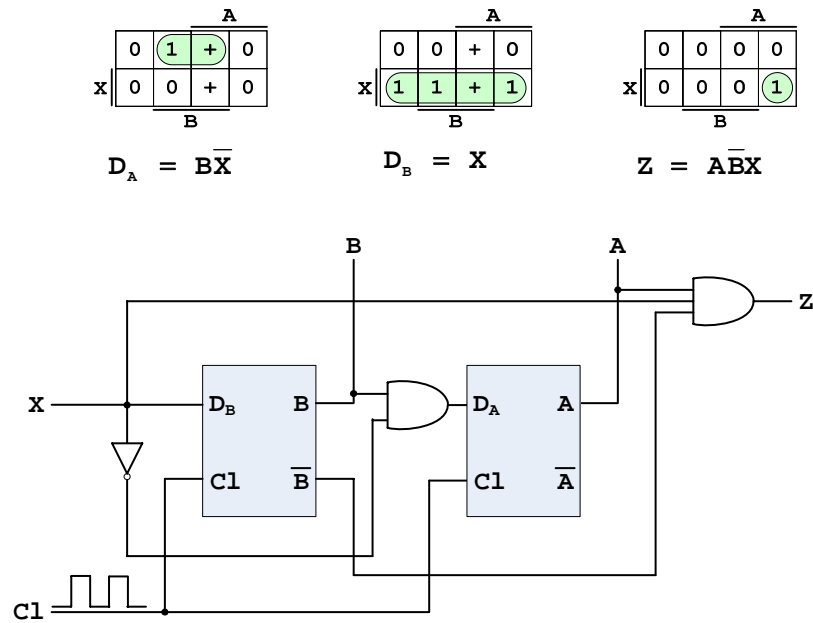 A A A
0 1 + 0 0 0 + 0 0 0 0 0
X 0 0 + 0 X 1 1 + 1 X 0 0 0 1
B B B
D_A = BX̅ D_B = X Z = AB̅X
B A
Z
X D_B B D_A A
Cl B̅ Cl A̅
Cl